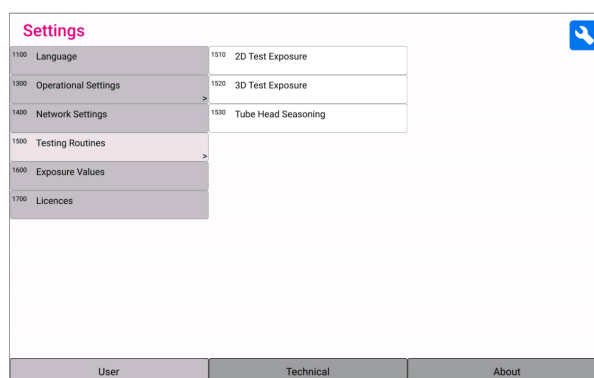 Settings
1100 Language
1300 Operational Settings
>
1400 Network Settings
1500 Testing Routines
>
1600 Exposure Values
1700 Licences
1510 2D Test Exposure
1520 3D Test Exposure
1530 Tube Head Seasoning
User
Technical
About